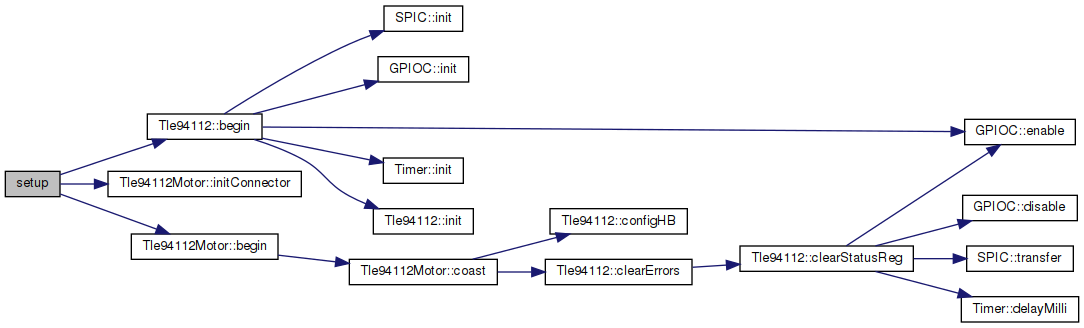 SPIC::init
GPIOC::init
Tle94112::begin
GPIOC::enable
Timer::init
setup
Tle94112Motor::initConnector
Tle94112::init
Tle94112::configHB
GPIOC::disable
Tle94112Motor::begin
Tle94112::clearStatusReg
SPIC::transfer
Tle94112Motor::coast
Tle94112::clearErrors
Timer::delayMilli